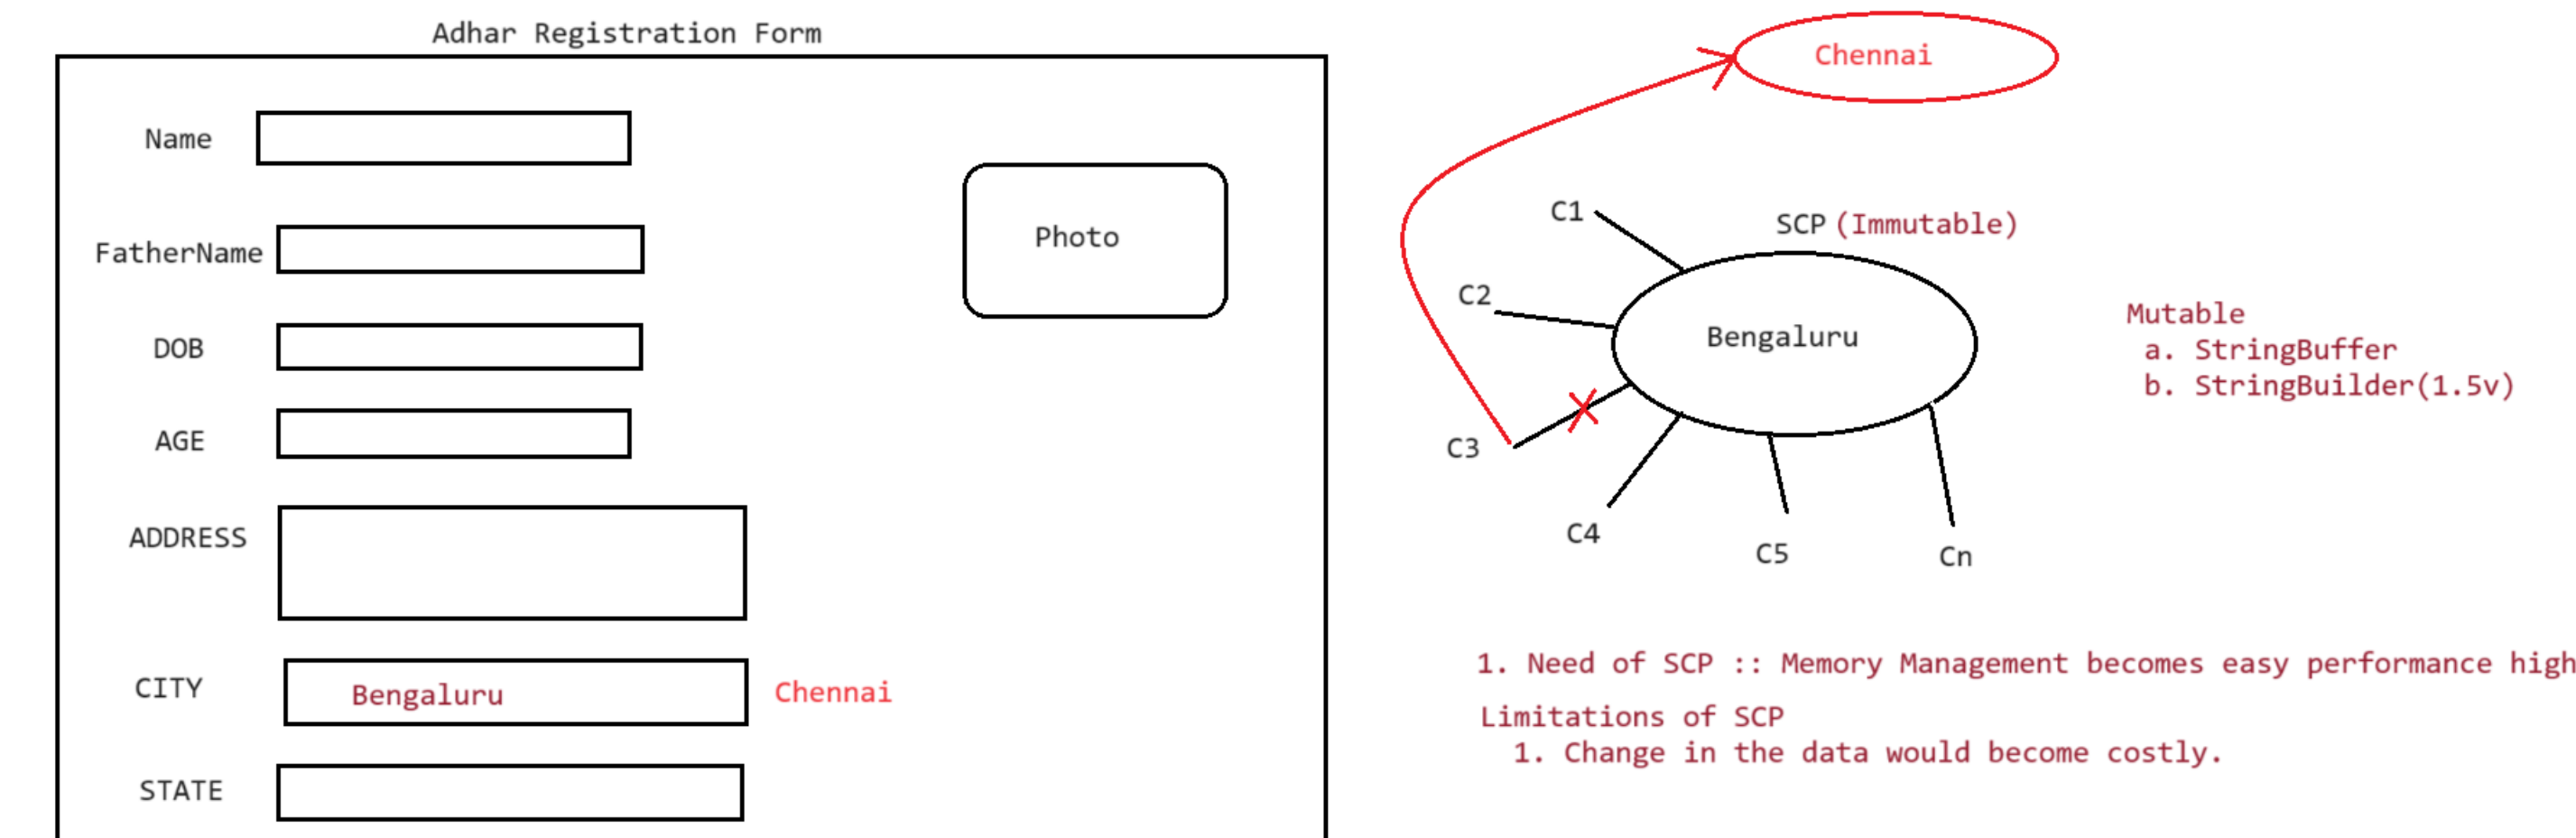 Adhar Registration Form
Name
FatherName
DOB
AGE
ADDRESS
CITY Bengaluru Chennai
STATE
Photo
Chennai
SCP (Immutable)
Bengaluru
C1
C2
C3
C4
C5
Cn
Mutable
a. StringBuffer
b. StringBuilder(1.5v)
1. Need of SCP :: Memory Management becomes easy performance high
Limitations of SCP
1. Change in the data would become costly.